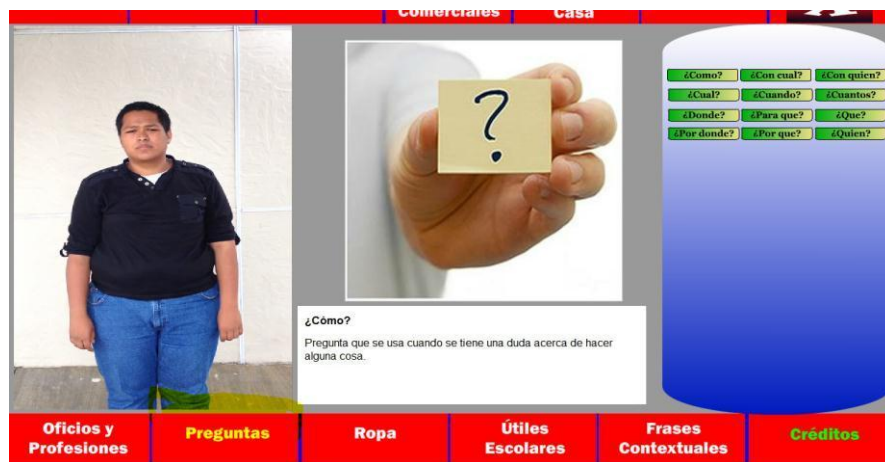 Comerciales
Casa
?
¿Como?
¿Con cual?
¿Con quien?
¿Cual?
¿Cuando?
¿Cuantos?
¿Donde?
¿Para que?
¿Que?
¿Por donde?
¿Por que?
¿Quien?
¿Cómo?
Pregunta que se usa cuando se tiene una duda acerca de hacer
alguna cosa.
Oficios y
Profesiones
Preguntas
Ropa
Útiles
Escolares
Frases
Contextuales
Créditos